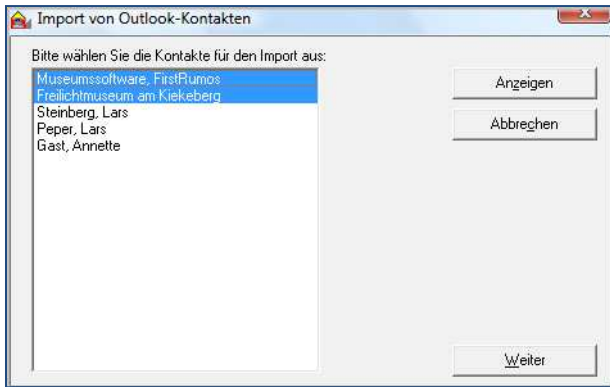 Import von Outlook-Kontakten
Bitte wählen Sie die Kontakte für den Import aus:
Museumssoftware, FirstRumos
Freilichtmuseum am Kiekeberg
Steinberg, Lars
Peper, Lars
Gast, Annette
Anzeigen
Abbrechen
Weiter